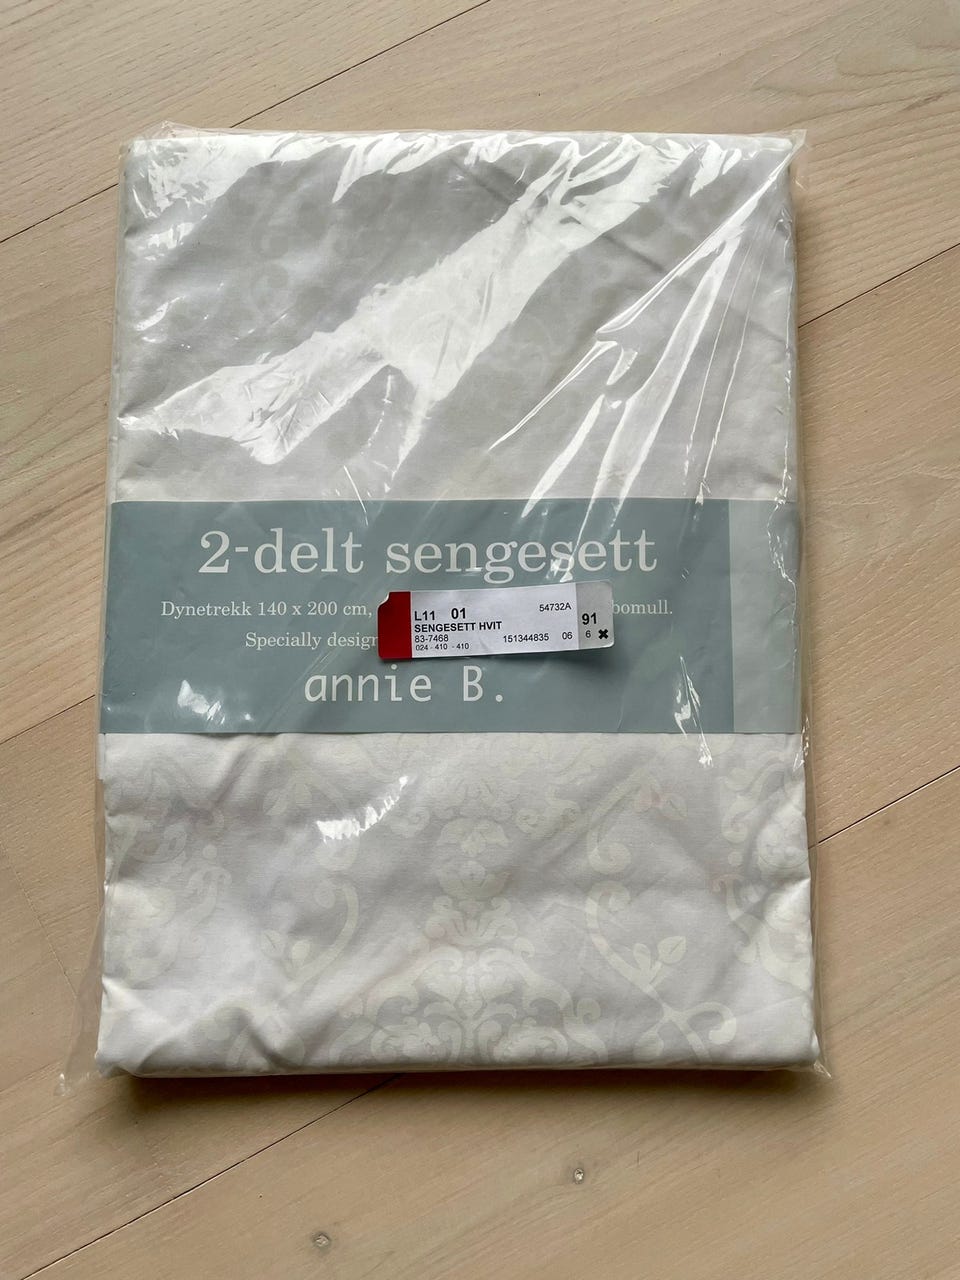 2-delt sengesett
Dynetrekk 140 x 200 cm, bomull.
Specially
annie B.
L11 01 54732A
SENGESETT HVIT
83-7468 151344835 06
024 - 410 - 410
91
6 ✖